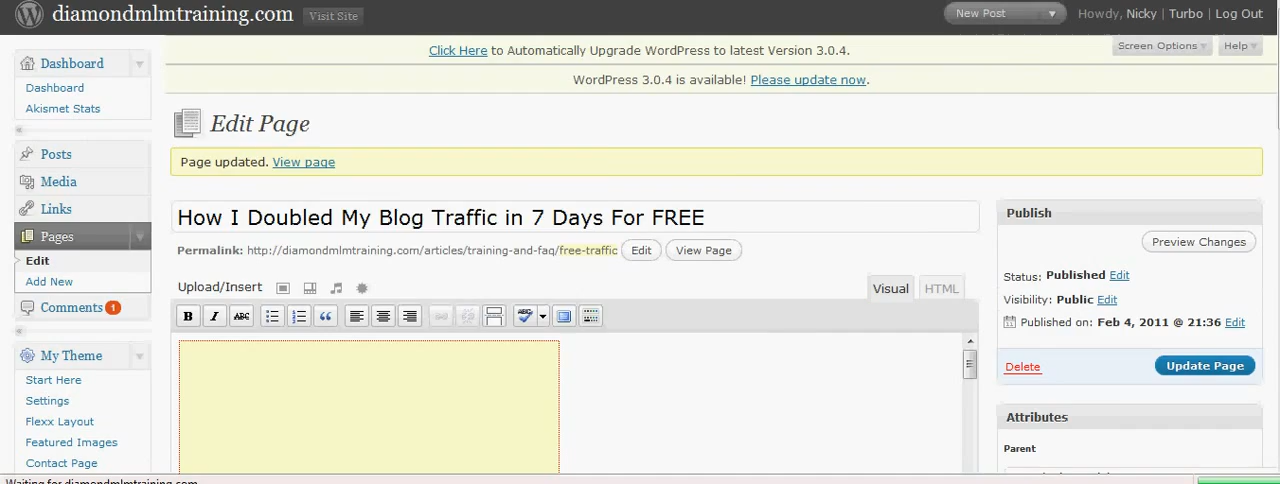 diamondmlmtraining.com Visit Site New Post Howdy, Nicky | Turbo | Log Out
Screen Options Help
Click Here to Automatically Upgrade WordPress to latest Version 3.0.4.
WordPress 3.0.4 is available! Please update now.
Dashboard
Dashboard
Akismet Stats
Posts
Media
Links
Pages
Edit
Add New
Comments 1
My Theme
Start Here
Settings
Flexx Layout
Featured Images
Contact Page
Edit Page
Page updated. View page
How I Doubled My Blog Traffic in 7 Days For FREE
Permalink: http://diamondmlmtraining.com/articles/training-and-faq/free-traffic Edit View Page
Upload/Insert Visual HTML
B I ABC ABC
Publish
Preview Changes
Status: Published Edit
Visibility: Public Edit
Published on: Feb 4, 2011 @ 21:36 Edit
Delete Update Page
Attributes
Parent
Waiting for diamondmlmtraining.com